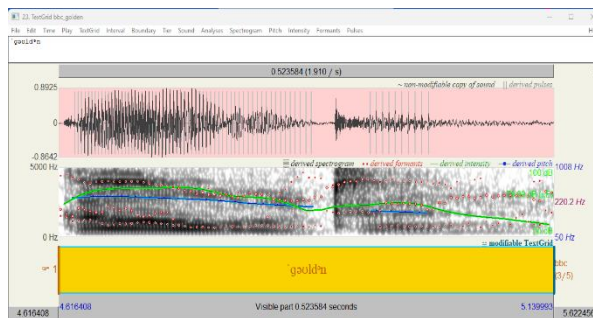 23. TextGrid bbc_golden
File Edit Time Play TextGrid Interval Boundary Tier Sound Analyses Spectrogram Pitch Intensity Formants Pulses
ˈɡəʊldᵊn
0.523584 (1.910 / s)
~ non-modifiable copy of sound || derived pulses
0.8925
0
-0.8642
5000 Hz
derived spectrogram derived formants derived intensity derived pitch
1008 Hz
100 dB
220.2 Hz
0 Hz
50 Hz
modifiable TextGrid
1
ˈɡəʊldᵊn
bbc
(3/5)
4.616408
5.139993
4.616408
Visible part 0.523584 seconds
5.622456